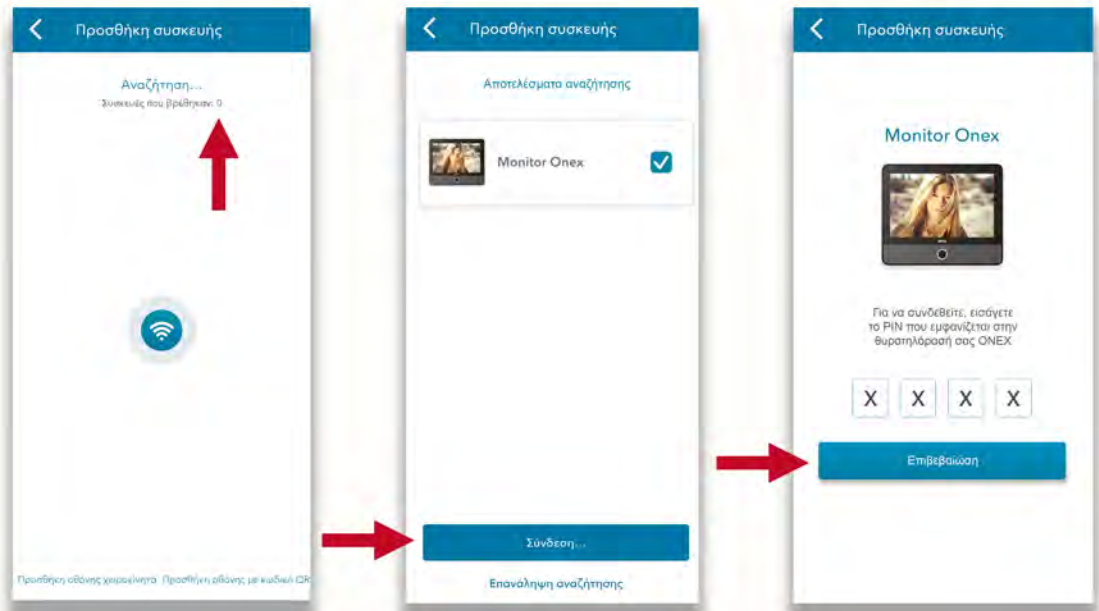 Προσθήκη συσκευής
Αναζήτηση...
Συσκευές που βρέθηκαν: 0
Προσθήκη οθόνης χειροκίνητα Προσθήκη οθόνης με κωδικό QR
Προσθήκη συσκευής
Αποτελέσματα αναζήτησης
Monitor Onex
Σύνδεση...
Επανάληψη αναζήτησης
Προσθήκη συσκευής
Monitor Onex
Για να συνδεθείτε, εισάγετε
το PIN που εμφανίζεται στην
θυροτηλόρασή σας ONEX
X X X X
Επιβεβαίωση